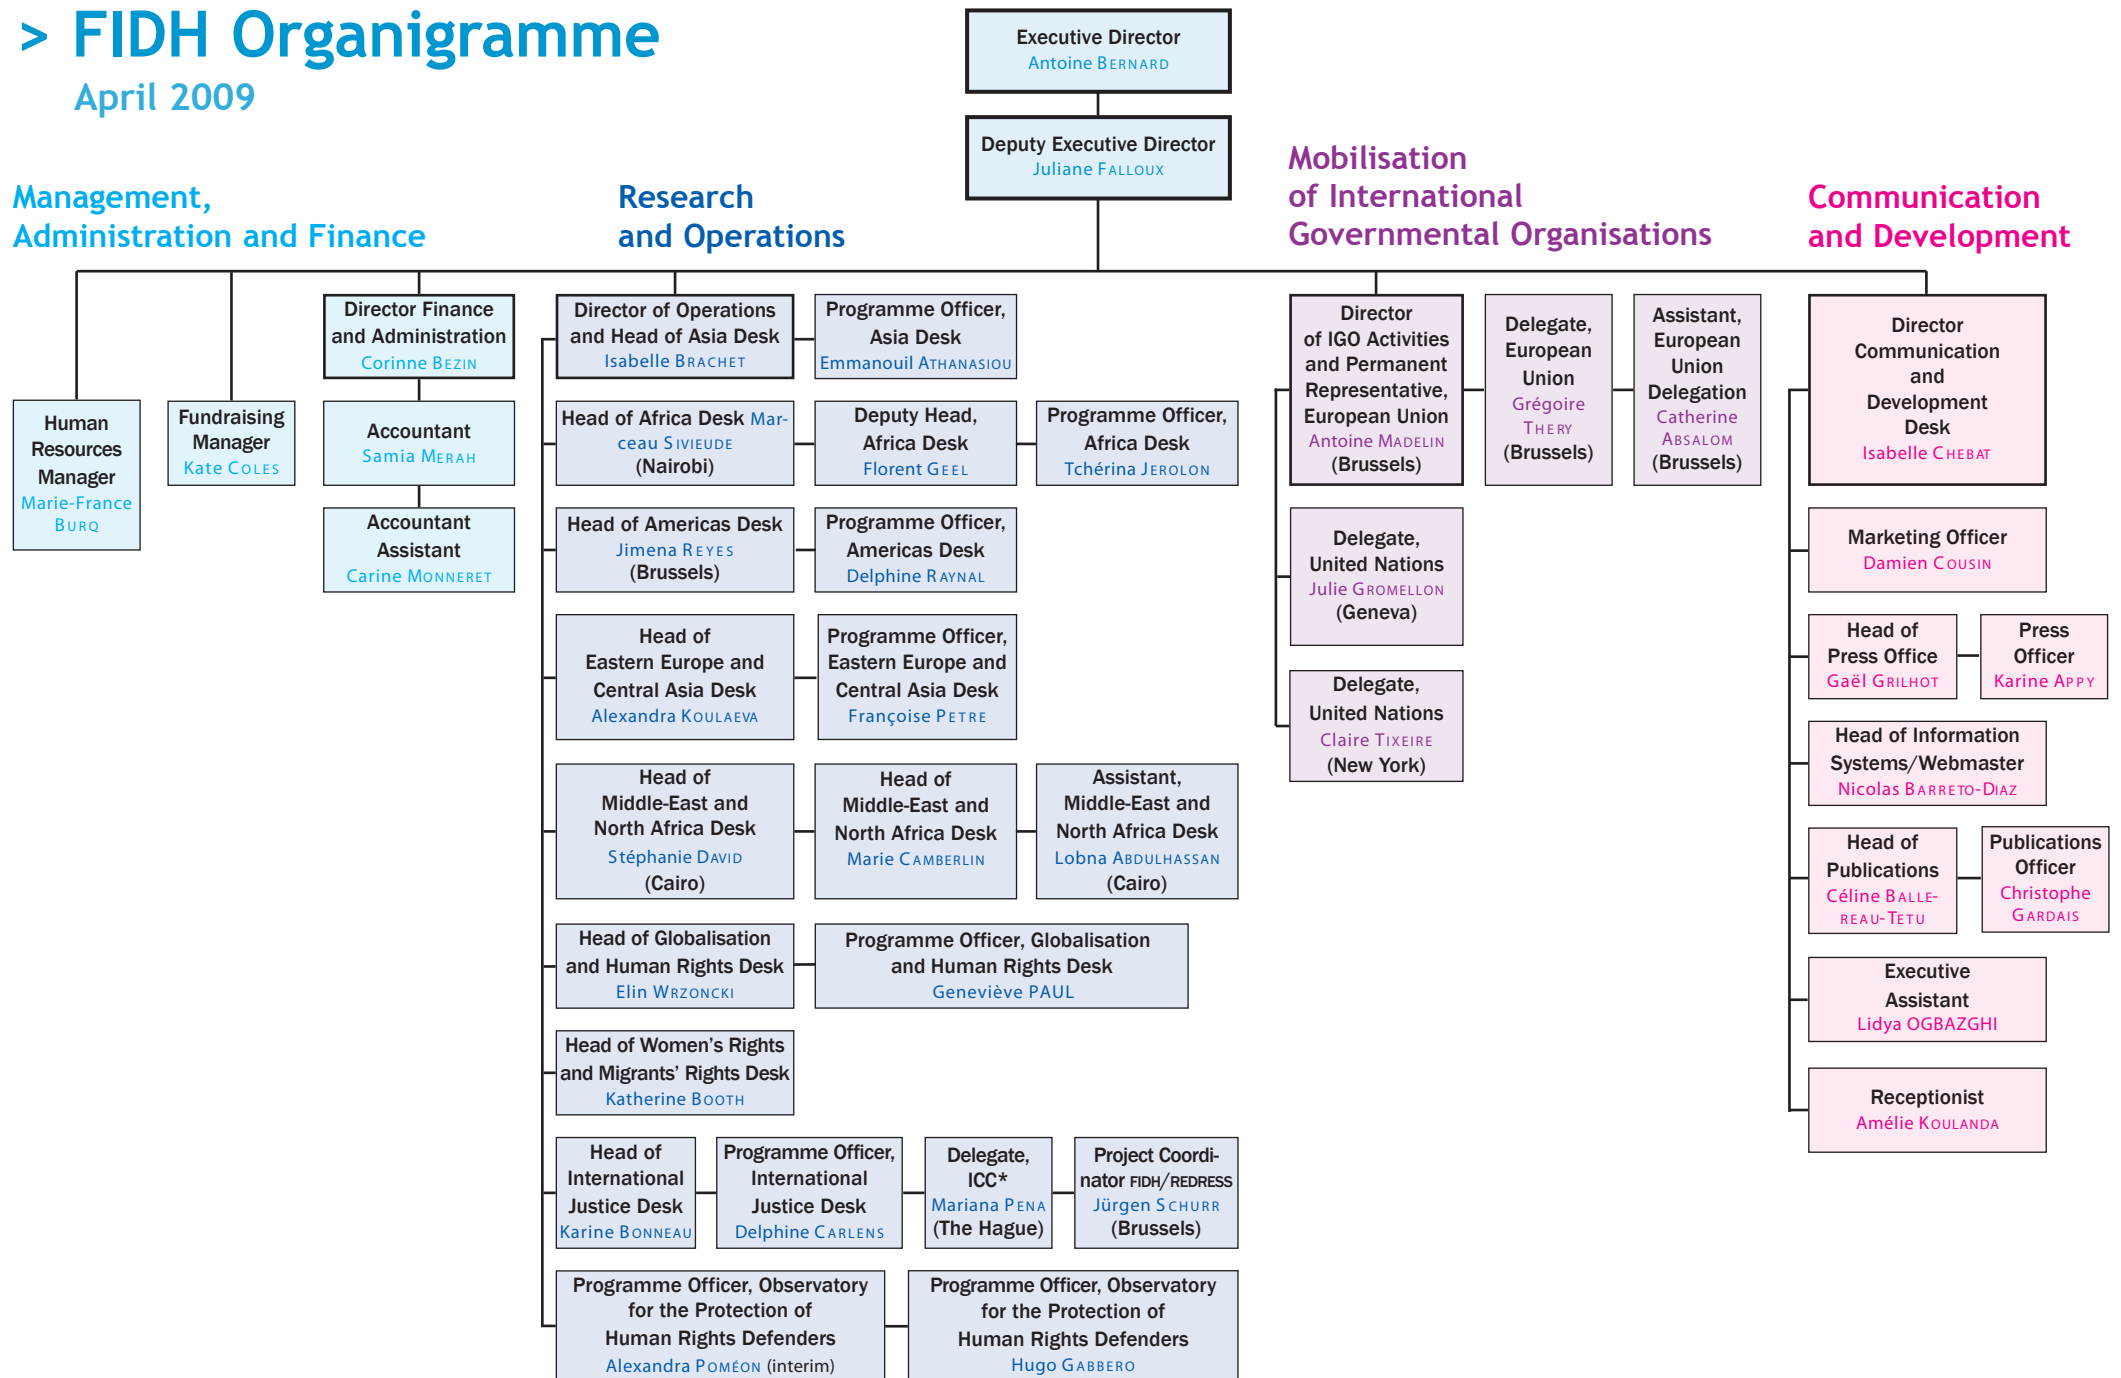 > FIDH Organigramme
April 2009
Executive Director
Antoine BERNARD
Deputy Executive Director
Juliane FALLOUX
Management,
Administration and Finance
Research
and Operations
Mobilisation
of International
Governmental Organisations
Communication
and Development
Human
Resources
Manager
Marie-France
BURQ
Fundraising
Manager
Kate COLES
Director Finance
and Administration
Corinne BEZIN
Accountant
Samia MERAH
Accountant
Assistant
Carine MONNERET
Director of Operations
and Head of Asia Desk
Isabelle BRACHET
Programme Officer,
Asia Desk
Emmanouil ATHANASIOU
Head of Africa Desk Mar-
ceau SIVIEUDE
(Nairobi)
Deputy Head,
Africa Desk
Florent GEEL
Programme Officer,
Africa Desk
Tchérina JEROLON
Head of Americas Desk
Jimena REYES
(Brussels)
Programme Officer,
Americas Desk
Delphine RAYNAL
Head of
Eastern Europe and
Central Asia Desk
Alexandra KOULAEVA
Programme Officer,
Eastern Europe and
Central Asia Desk
Françoise PETRE
Head of
Middle-East and
North Africa Desk
Stéphanie DAVID
(Cairo)
Head of
Middle-East and
North Africa Desk
Marie CAMBERLIN
Assistant,
Middle-East and
North Africa Desk
Lobna ABDULHASSAN
(Cairo)
Head of Globalisation
and Human Rights Desk
Elin WRZONCKI
Programme Officer, Globalisation
and Human Rights Desk
Geneviève PAUL
Head of Women's Rights
and Migrants' Rights Desk
Katherine BOOTH
Head of
International
Justice Desk
Karine BONNEAU
Programme Officer,
International
Justice Desk
Delphine CARLENS
Delegate,
ICC*
Mariana PENA
(The Hague)
Project Coordi-
nator FIDH/REDRESS
Jürgen SCHURR
(Brussels)
Programme Officer, Observatory
for the Protection of
Human Rights Defenders
Alexandra POMÉON (interim)
Programme Officer, Observatory
for the Protection of
Human Rights Defenders
Hugo GABBERO
Director
of IGO Activities
and Permanent
Representative,
European Union
Antoine MADELIN
(Brussels)
Delegate,
European
Union
Grégoire
THERY
(Brussels)
Assistant,
European
Union
Delegation
Catherine
ABSALOM
(Brussels)
Delegate,
United Nations
Julie GROMELLON
(Geneva)
Delegate,
United Nations
Claire TIXEIRE
(New York)
Director
Communication
and
Development
Desk
Isabelle CHEBAT
Marketing Officer
Damien COUSIN
Head of
Press Office
Gaël GRILHOT
Press
Officer
Karine APPY
Head of Information
Systems/Webmaster
Nicolas BARRETO-DIAZ
Head of
Publications
Céline BALLE-
REAU-TETU
Publications
Officer
Christophe
GARDAIS
Executive
Assistant
Lidya OGBAZGHI
Receptionist
Amélie KOULANDA